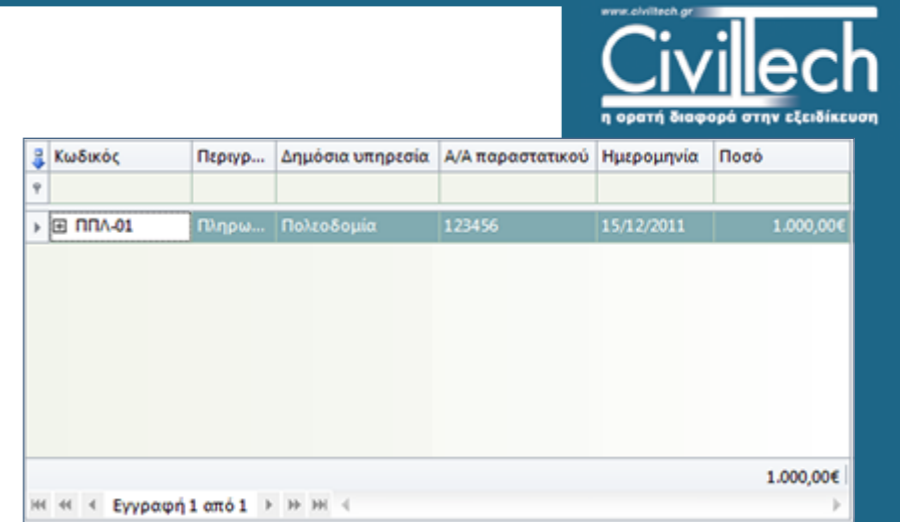 www.civiltech.gr
CivilTech
η ορατή διαφορά στην εξειδίκευση
Κωδικός Περιγρ... Δημόσια υπηρεσία Α/Α παραστατικού Ημερομηνία Ποσό
ΠΠΛ-01 Πληρω... Πολεοδομία 123456 15/12/2011 1.000,00€
1.000,00€
Εγγραφή 1 από 1